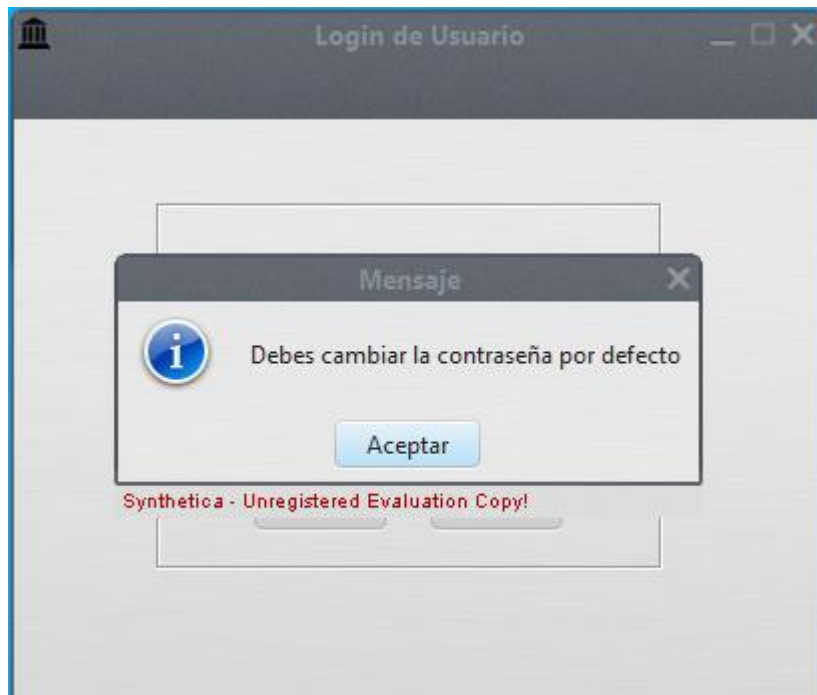 Login de Usuario
Mensaje
Debes cambiar la contraseña por defecto
Aceptar
Synthetica - Unregistered Evaluation Copy!